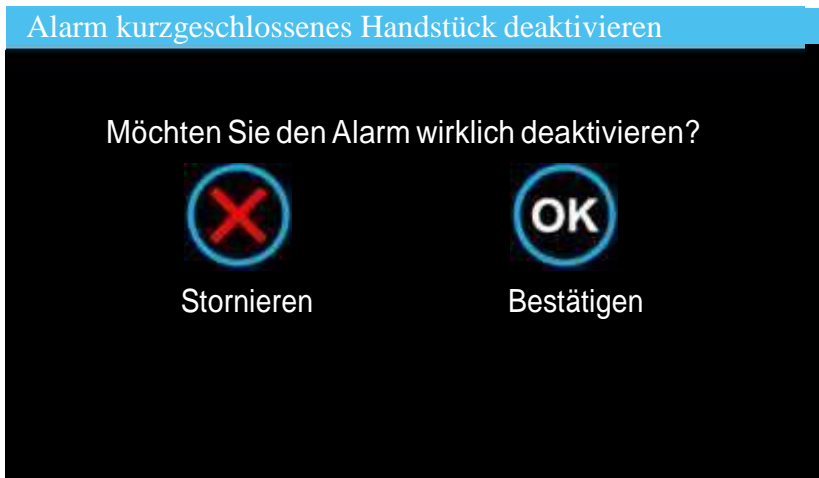 Alarm kurzgeschlossenes Handstück deaktivieren
Möchten Sie den Alarm wirklich deaktivieren?
OK
Stornieren Bestätigen